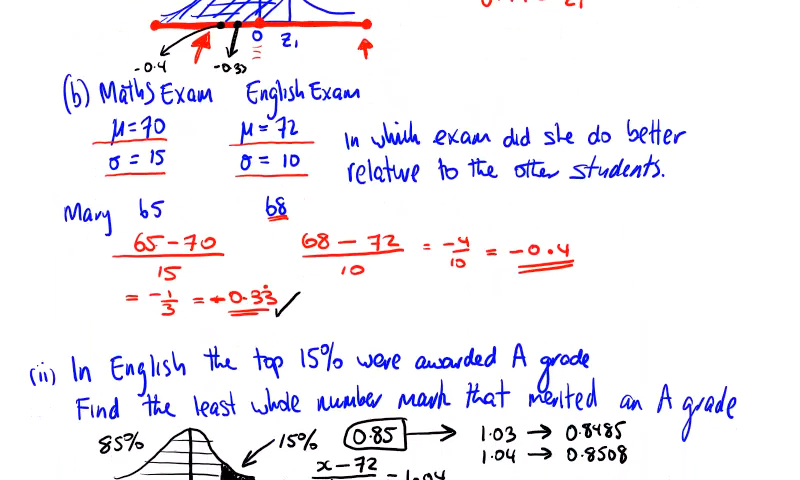 0 Z₁
-0.4 -0.33
(b) Maths Exam English Exam
μ = 70 μ = 72 In which exam did she do better
σ = 15 σ = 10 relative to the other students.
Mary 65 68
65 - 70 68 - 72 = -4/10 = -0.4
15 10
= -1/3 = -0.33
(ii) In English the top 15% were awarded A grade
Find the least whole number mark that merited an A grade
85% 15% 0.85 → 1.03 → 0.8485
1.04 → 0.8508
x - 72